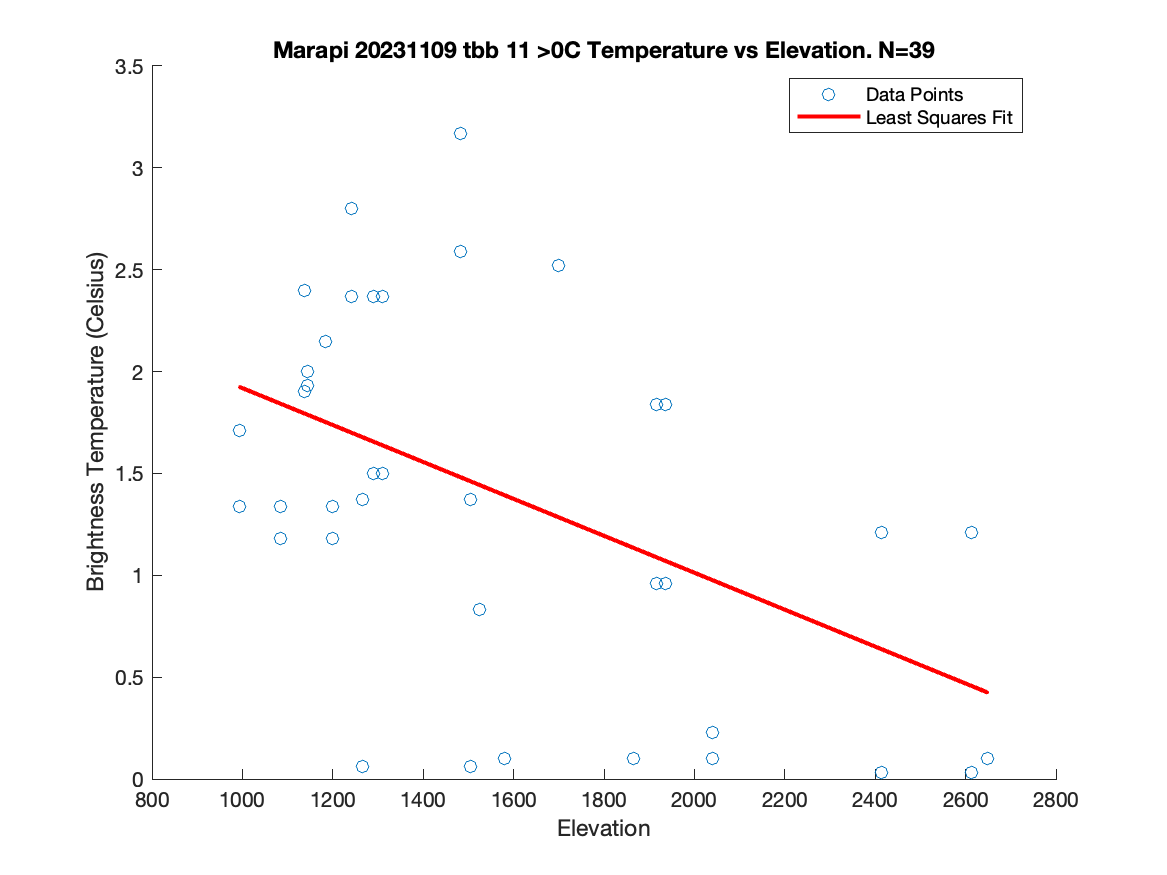 Marapi 20231109 tbb 11 >0C Temperature vs Elevation. N=39
Data Points
Least Squares Fit
3.5
3
2.5
2
1.5
1
0.5
0
Brightness Temperature (Celsius)
800 1000 1200 1400 1600 1800 2000 2200 2400 2600 2800
Elevation